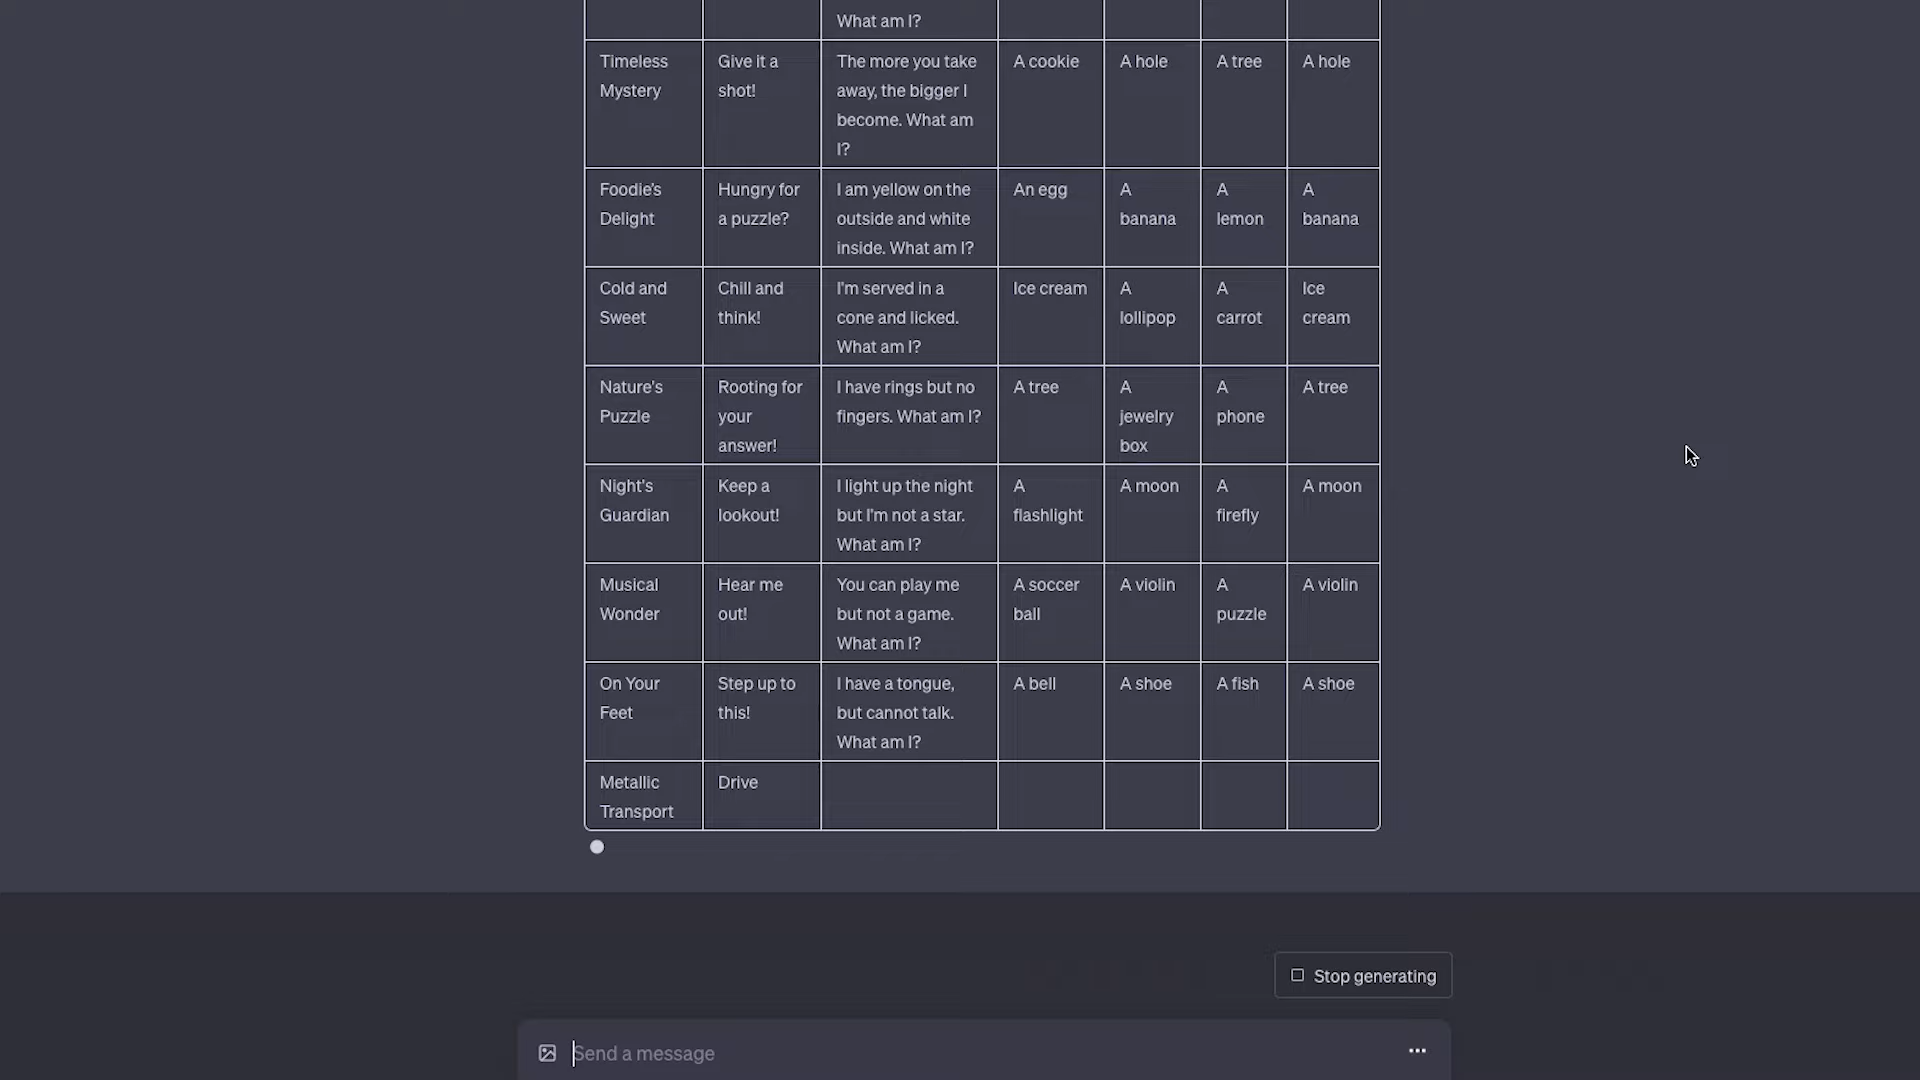 What am I?
Timeless Mystery | Give it a shot! | The more you take away, the bigger I become. What am I? | A cookie | A hole | A tree | A hole
Foodie's Delight | Hungry for a puzzle? | I am yellow on the outside and white inside. What am I? | An egg | A banana | A lemon | A banana
Cold and Sweet | Chill and think! | I'm served in a cone and licked. What am I? | Ice cream | A lollipop | A carrot | Ice cream
Nature's Puzzle | Rooting for your answer! | I have rings but no fingers. What am I? | A tree | A jewelry box | A phone | A tree
Night's Guardian | Keep a lookout! | I light up the night but I'm not a star. What am I? | A flashlight | A moon | A firefly | A moon
Musical Wonder | Hear me out! | You can play me but not a game. What am I? | A soccer ball | A violin | A puzzle | A violin
On Your Feet | Step up to this! | I have a tongue, but cannot talk. What am I? | A bell | A shoe | A fish | A shoe
Metallic Transport | Drive
Stop generating
Send a message